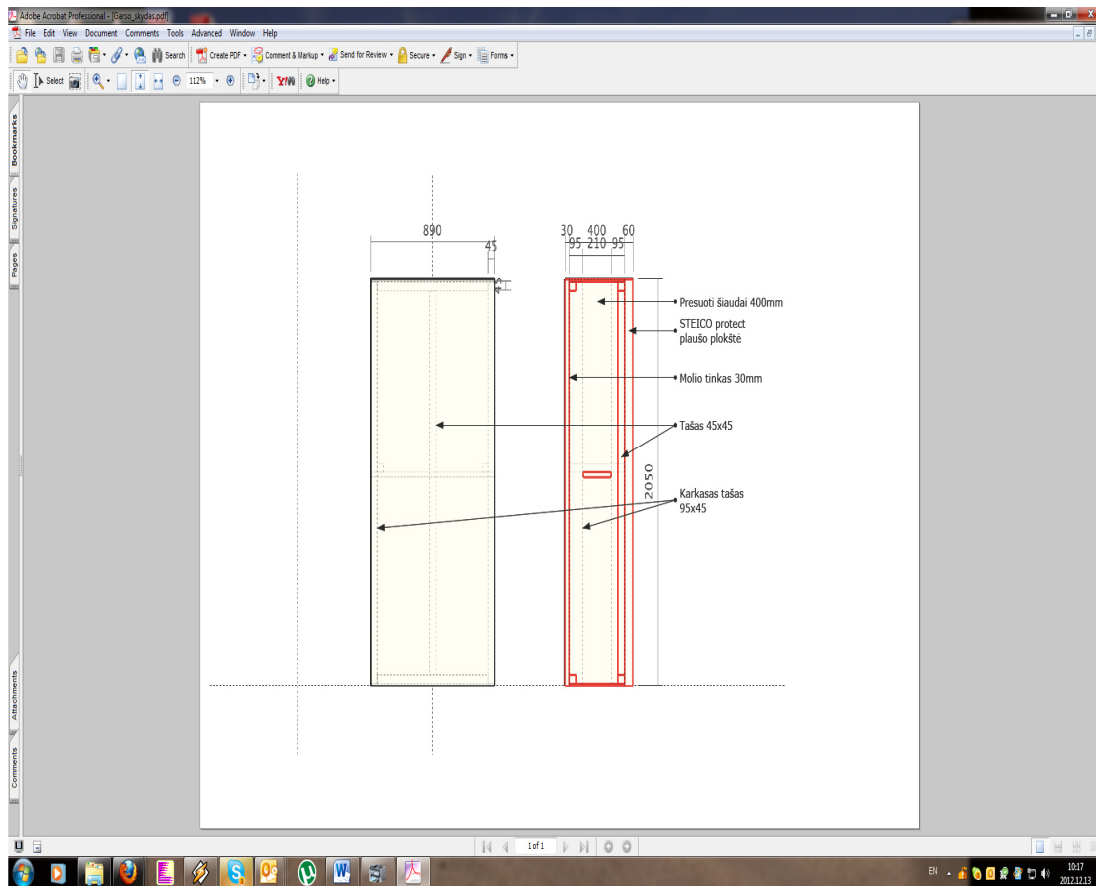 Adobe Acrobat Professional - [Garso_skydas.pdf]
File Edit View Document Comments Tools Advanced Window Help
Search Create PDF Comment & Markup Send for Review Secure Sign Forms
Select 112% Y! Help
Bookmarks
Signatures
Pages
Attachments
Comments
890
45
45
30 400 60
95 210 95
Presuoti šiaudai 400mm
STEICO protect
plaušo plokštė
Molio tinkas 30mm
Tašas 45x45
2050
Karkasas tašas
95x45
1 of 1
EN
10:17
2012.12.13